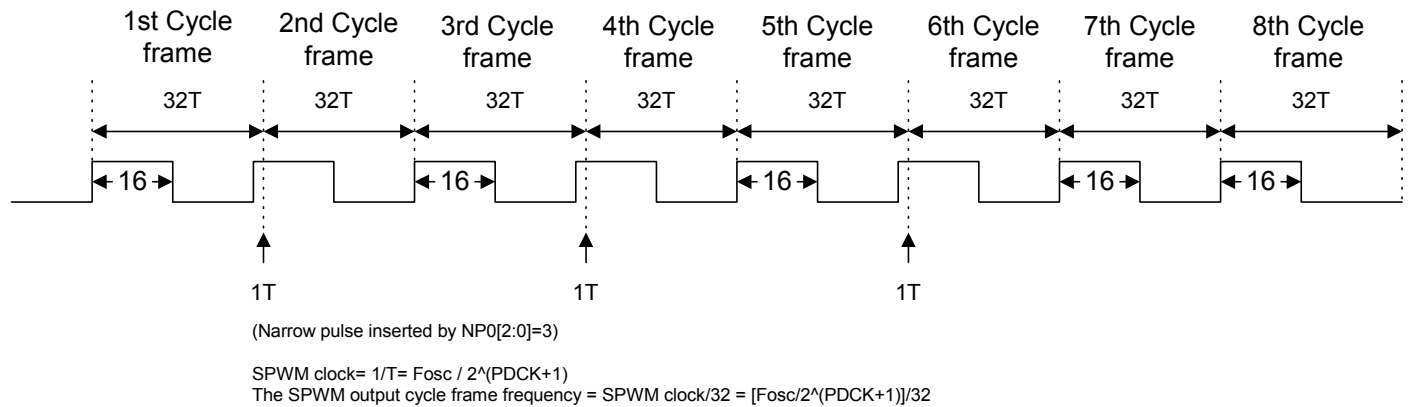 1st Cycle frame
2nd Cycle frame
3rd Cycle frame
4th Cycle frame
5th Cycle frame
6th Cycle frame
7th Cycle frame
8th Cycle frame
32T 32T 32T 32T 32T 32T 32T 32T
16 16 16 16 16
1T 1T 1T
(Narrow pulse inserted by NP0[2:0]=3)
SPWM clock= 1/T= Fosc / 2^(PDCK+1)
The SPWM output cycle frame frequency = SPWM clock/32 = [Fosc/2^(PDCK+1)]/32